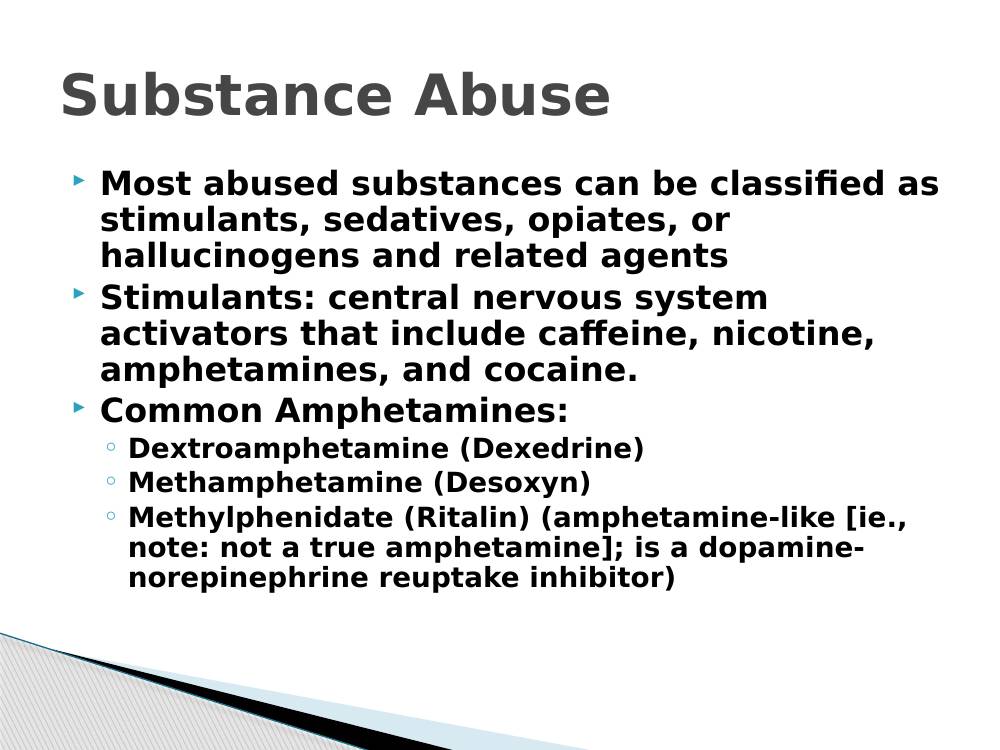 Substance Abuse
Most abused substances can be classified as
stimulants, sedatives, opiates, or
hallucinogens and related agents
Stimulants: central nervous system
activators that include caffeine, nicotine,
amphetamines, and cocaine.
Common Amphetamines:
Dextroamphetamine (Dexedrine)
Methamphetamine (Desoxyn)
Methylphenidate (Ritalin) (amphetamine-like [ie.,
note: not a true amphetamine]; is a dopamine-
norepinephrine reuptake inhibitor)